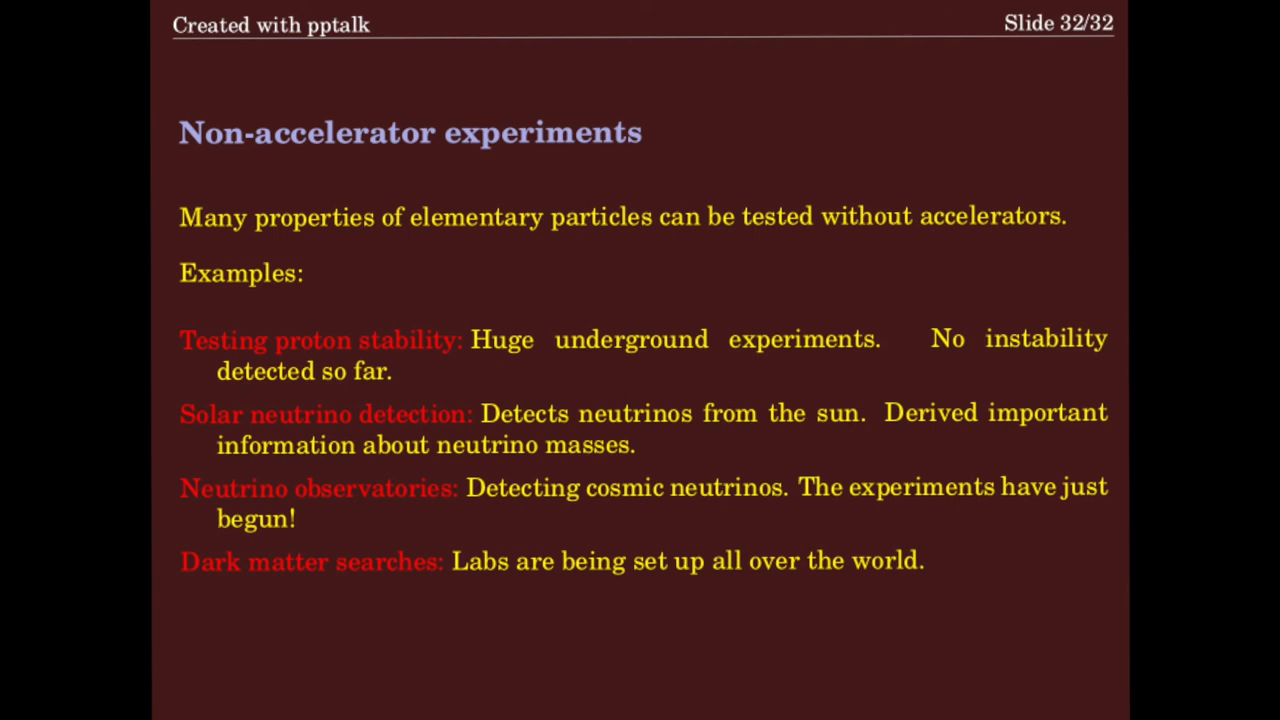 Created with pptalk
Slide 32/32
Non-accelerator experiments
Many properties of elementary particles can be tested without accelerators.
Examples:
Testing proton stability: Huge underground experiments. No instability
detected so far.
Solar neutrino detection: Detects neutrinos from the sun. Derived important
information about neutrino masses.
Neutrino observatories: Detecting cosmic neutrinos. The experiments have just
begun!
Dark matter searches: Labs are being set up all over the world.